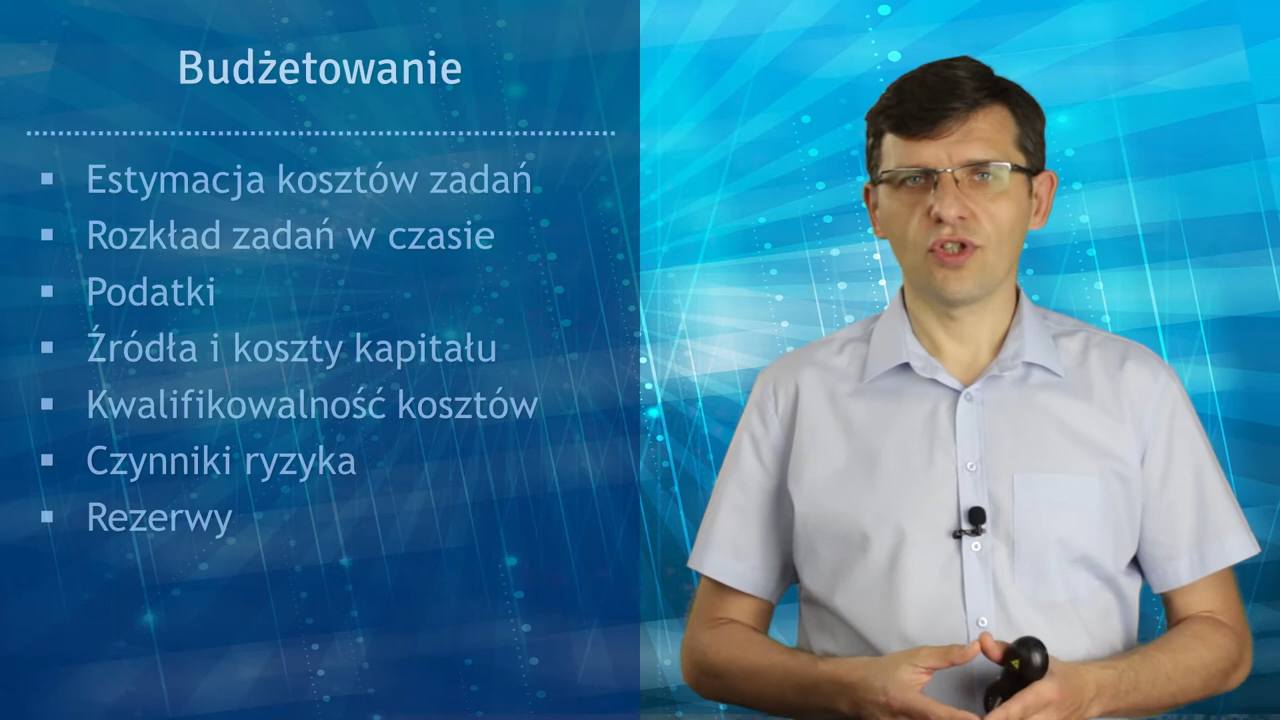 Budżetowanie
Estymacja kosztów zadań
Rozkład zadań w czasie
Podatki
Źródła i koszty kapitału
Kwalifikowalność kosztów
Czynniki ryzyka
Rezerwy